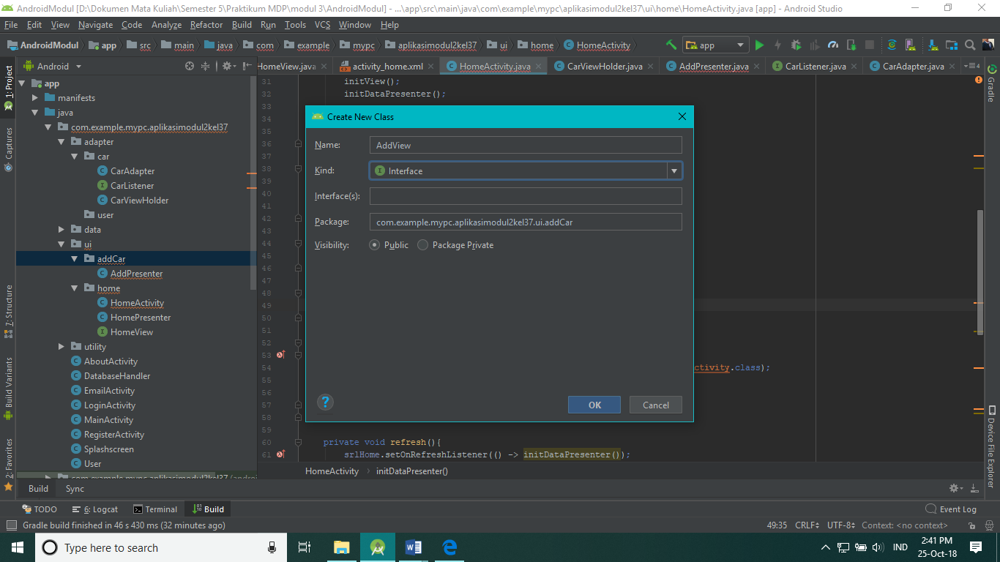 AndroidModul [D:\Dokumen Mata Kuliah\Semester 5\Praktikum MDP\modul 3\AndroidModul] - ...\app\src\main\java\com\example\mypc\aplikasimodul2kel37\ui\home\HomeActivity.java [app] - Android Studio
File Edit View Navigate Code Analyze Refactor Build Run Tools VCS Window Help
AndroidModul app src main java com example mypc aplikasimodul2kel37 ui home HomeActivity app
Android HomeView.java activity_home.xml HomeActivity.java CarViewHolder.java AddPresenter.java CarListener.java CarAdapter.java 4
1: Project
Captures
7: Structure
Build Variants
2: Favorites
app
manifests
java
com.example.mypc.aplikasimodul2kel37
adapter
car
CarAdapter
CarListener
CarViewHolder
user
data
ui
addCar
AddPresenter
home
HomeActivity
HomePresenter
HomeView
utility
AboutActivity
DatabaseHandler
EmailActivity
LoginActivity
MainActivity
RegisterActivity
Splashscreen
User
com.example.mypc.aplikasimodul2kel37
31 initView();
32 initDataPresenter();
33
34
35
36
37
38
39
40
41
42
43
44
45
46
47
48
49
50
51
52
53
54 ctivity.class);
55
56
57
58
59
60 private void refresh(){
61 srlHome.setOnRefreshListener(() -> initDataPresenter());
Create New Class
Name: AddView
Kind: Interface
Interface(s):
Package: com.example.mypc.aplikasimodul2kel37.ui.addCar
Visibility: Public Package Private
? OK Cancel
HomeActivity initDataPresenter()
Gradle
Device File Explorer
Build Sync
TODO 6: Logcat Terminal Build Event Log
Gradle build finished in 46 s 430 ms (32 minutes ago) 49:35 CRLF UTF-8 Context: <no context>
Type here to search IND 2:41 PM
25-Oct-18